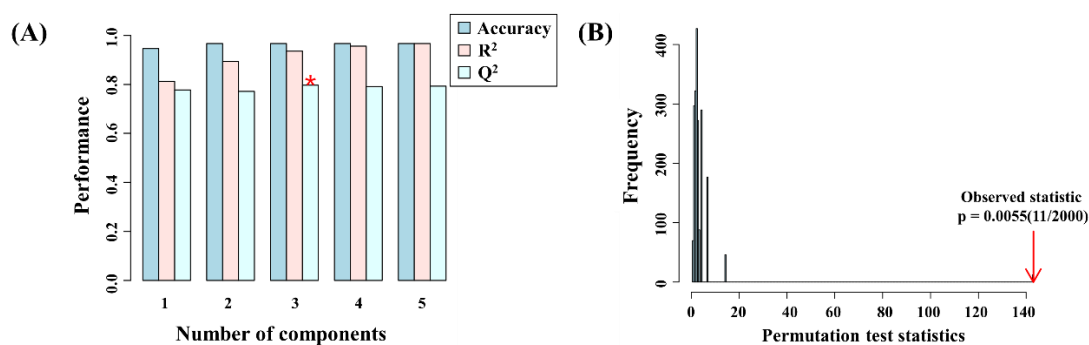 (A)
Performance
0.0
0.2
0.4
0.6
0.8
1.0
Accuracy
R²
Q²
*
1 2 3 4 5
Number of components
(B)
Frequency
0
100
200
300
400
Observed statistic
p = 0.0055(11/2000)
0 20 40 60 80 100 120 140
Permutation test statistics